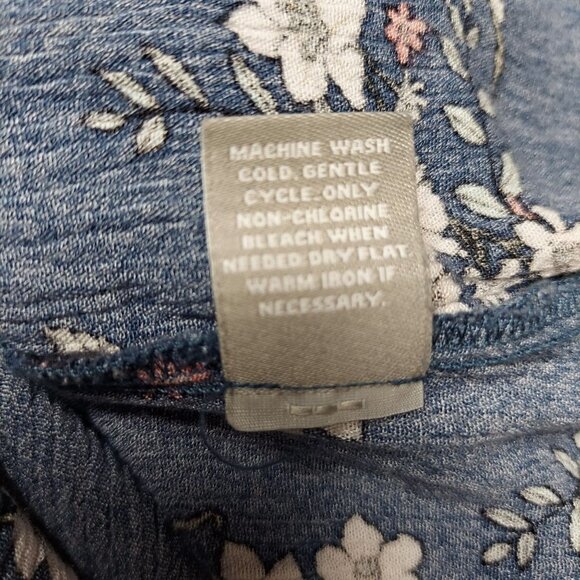 MACHINE WASH
COLD, GENTLE
CYCLE. ONLY
NON-CHLORINE
BLEACH WHEN
NEEDED. DRY FLAT.
WARM IRON IF
NECESSARY.